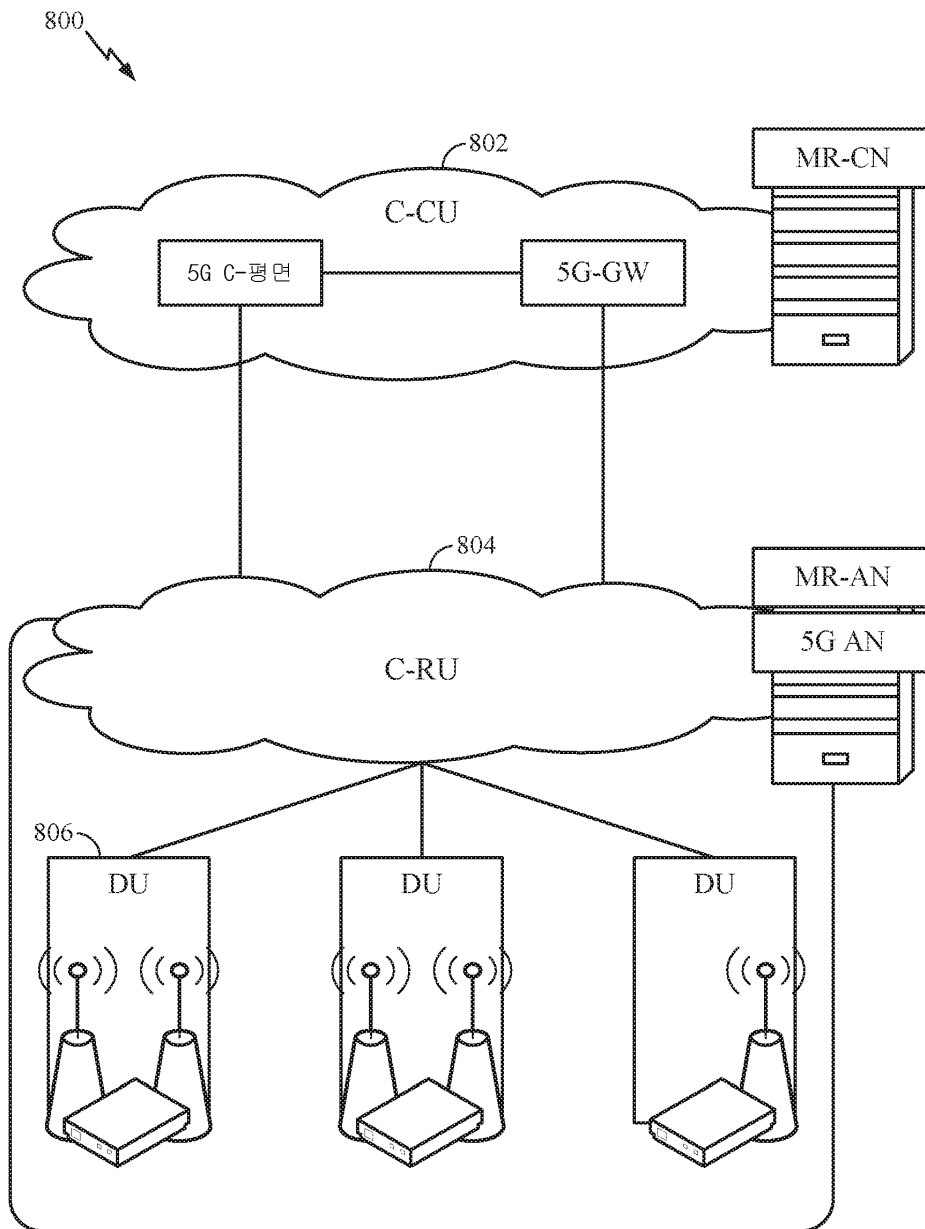 800
802
MR-CN
C-CU
5G C-평면
5G-GW
804
MR-AN
5G AN
C-RU
806
DU
DU
DU